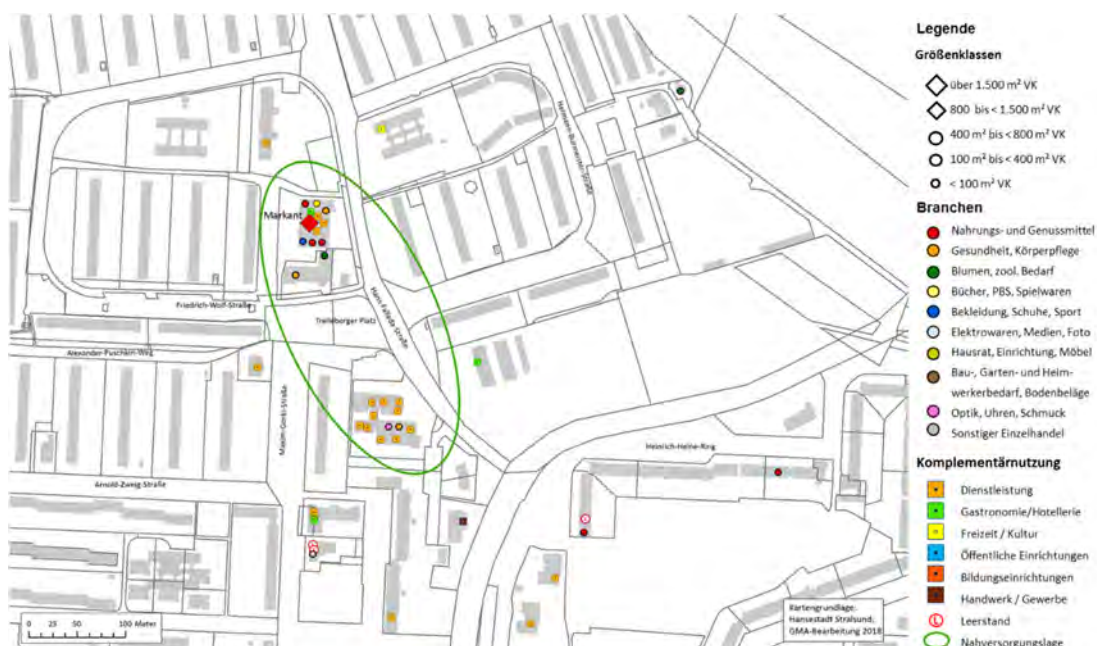 Markant
Friedrich-Wolf-Straße
Trelleborger Platz
Hans-Fallada-Straße
Hermann-Burmeister-Straße
Alexander-Puschkin-Weg
Maxim-Gorki-Straße
Arnold-Zweig-Straße
Heinrich-Heine-Ring
0 25 50 100 Meter
Kartengrundlage:
Hansestadt Stralsund,
GMA-Bearbeitung 2018
Legende
Größenklassen
über 1.500 m² VK
800 bis < 1.500 m² VK
400 m² bis < 800 m² VK
100 m² bis < 400 m² VK
< 100 m² VK
Branchen
Nahrungs- und Genussmittel
Gesundheit, Körperpflege
Blumen, zool. Bedarf
Bücher, PBS, Spielwaren
Bekleidung, Schuhe, Sport
Elektrowaren, Medien, Foto
Hausrat, Einrichtung, Möbel
Bau-, Garten- und Heim-
werkerbedarf, Bodenbeläge
Optik, Uhren, Schmuck
Sonstiger Einzelhandel
Komplementärnutzung
Dienstleistung
Gastronomie/Hotellerie
Freizeit / Kultur
Öffentliche Einrichtungen
Bildungseinrichtungen
Handwerk / Gewerbe
L Leerstand
Nahversorgungslage